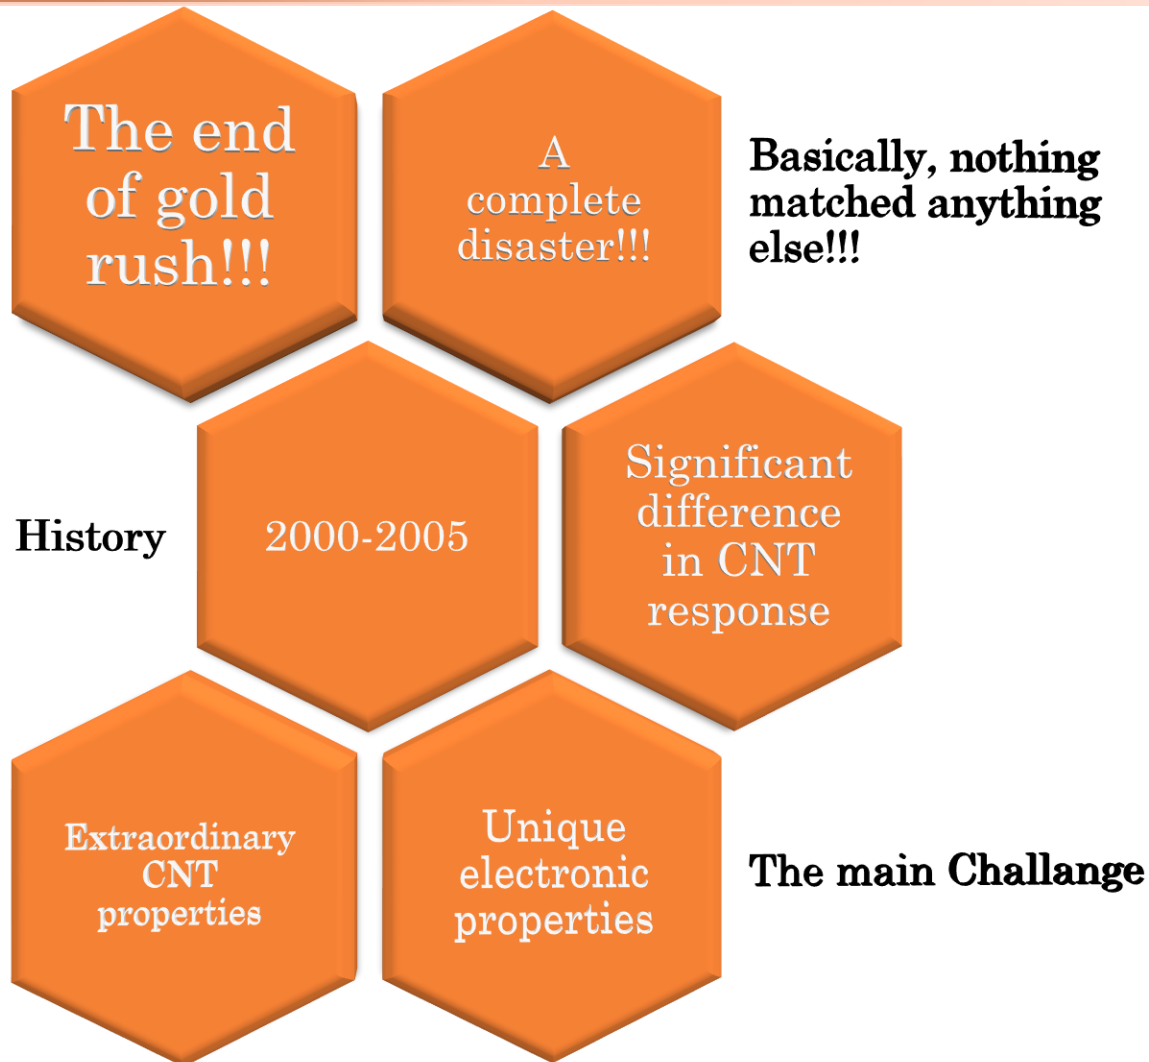 The end
of gold
rush!!!
A
complete
disaster!!!
Basically, nothing
matched anything
else!!!
History
2000-2005
Significant
difference
in CNT
response
Extraordinary
CNT
properties
Unique
electronic
properties
The main Challange